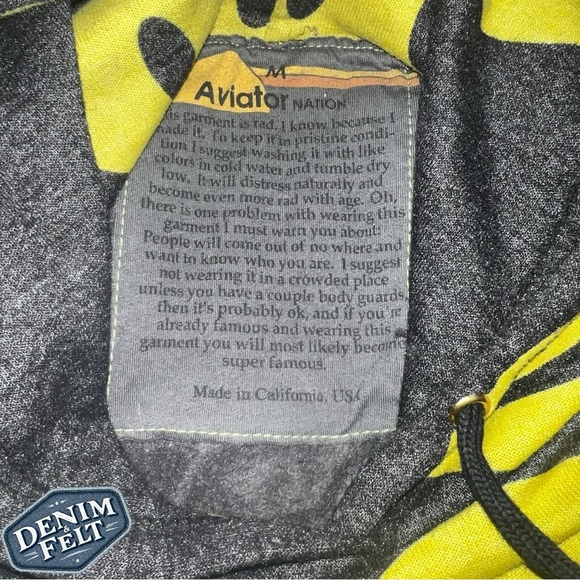 M
Aviator NATION
is garment is rad. I know, because I
made it. To keep it in pristine condi-
tion I suggest washing it with like
colors in cold water and tumble dry
low. It will distress naturally and
become even more rad with age. Oh,
there is one problem with wearing this
garment I must warn you about!
People will come out of no where and
want to know who you are. I suggest
not wearing it in a crowded place
unless you have a couple body guards,
then it's probably ok, and if you're
already famous and wearing this
garment you will most likely become
super famous.
Made in California, USA
DENIM
&
FELT